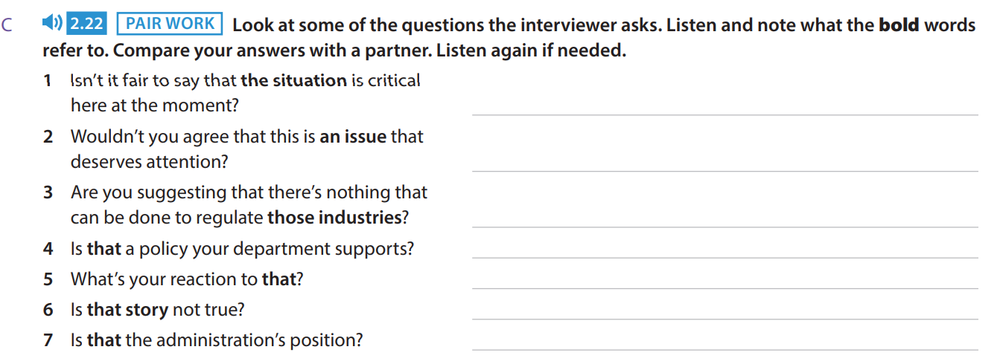 C 2.22 PAIR WORK Look at some of the questions the interviewer asks. Listen and note what the bold words
refer to. Compare your answers with a partner. Listen again if needed.
1 Isn't it fair to say that the situation is critical
here at the moment?
2 Wouldn't you agree that this is an issue that
deserves attention?
3 Are you suggesting that there's nothing that
can be done to regulate those industries?
4 Is that a policy your department supports?
5 What's your reaction to that?
6 Is that story not true?
7 Is that the administration's position?